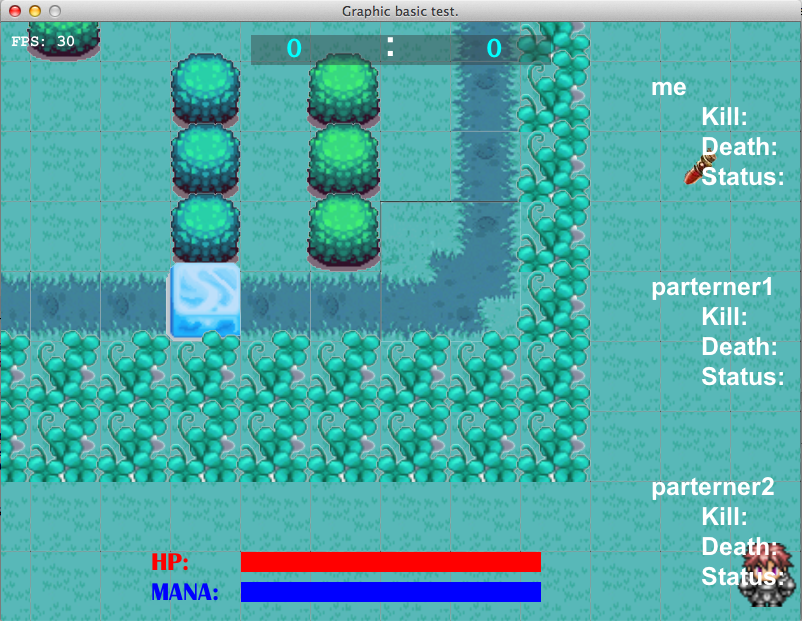 Graphic basic test.
FPS: 30
0 : 0
me
Kill:
Death:
Status:
parterner1
Kill:
Death:
Status:
parterner2
Kill:
Death:
Status:
HP:
MANA: